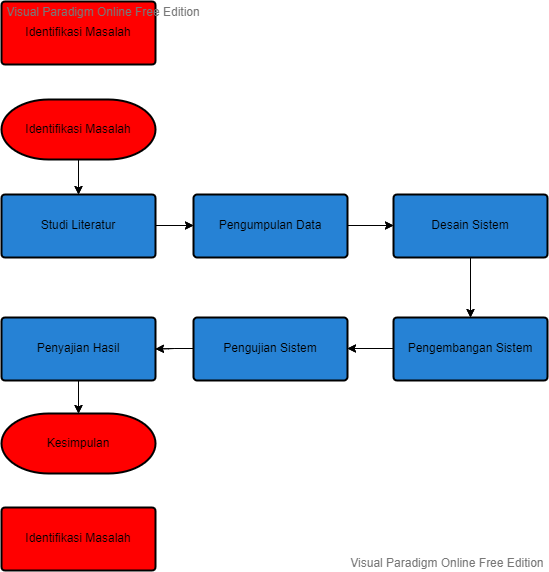 Visual Paradigm Online Free Edition
Identifikasi Masalah
Identifikasi Masalah
Studi Literatur
Pengumpulan Data
Desain Sistem
Penyajian Hasil
Pengujian Sistem
Pengembangan Sistem
Kesimpulan
Identifikasi Masalah
Visual Paradigm Online Free Edition